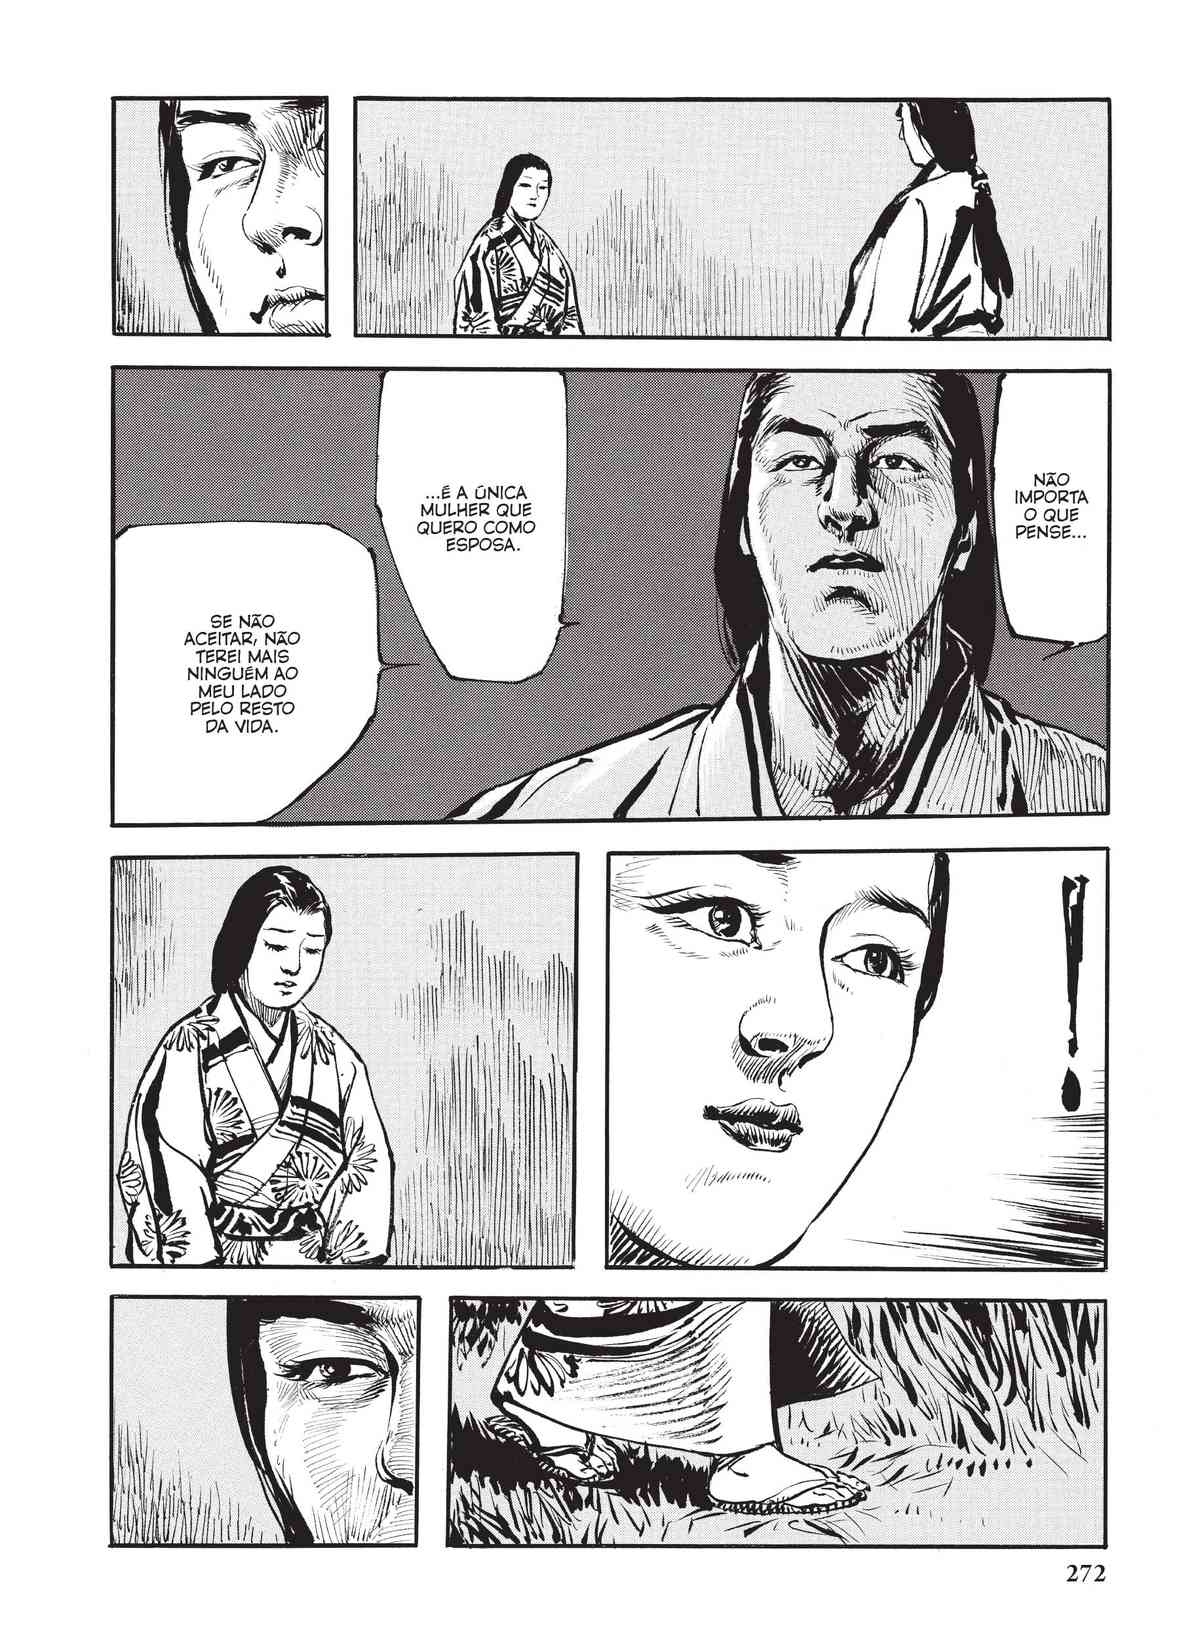 NÃO
IMPORTA
O QUE
PENSE...
...É A ÚNICA
MULHER QUE
QUERO COMO
ESPOSA.
SE NÃO
ACEITAR, NÃO
TEREI MAIS
NINGUÉM AO
MEU LADO
PELO RESTO
DA VIDA.
!
272